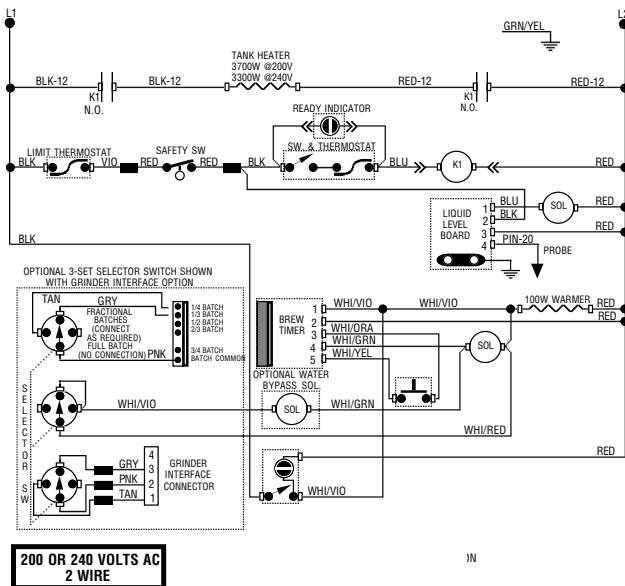 L1
GRN/YEL
L2
TANK HEATER
3700W @200V
3300W @240V
BLK-12
BLK-12
RED-12
RED-12
K1
N.O.
K1
N.O.
READY INDICATOR
LIMIT THERMOSTAT
SAFETY SW
SW. & THERMOSTAT
BLK
VIO
RED
RED
BLK
BLU
K1
RED
LIQUID
LEVEL
BOARD
1
2
3
4
BLU
BLK
SOL
RED
RED
PIN-20
PROBE
BLK
OPTIONAL 3-SET SELECTOR SWITCH SHOWN
WITH GRINDER INTERFACE OPTION
TAN
GRY
FRACTIONAL
BATCHES
(CONNECT
AS REQUIRED)
FULL BATCH
(NO CONNECTION)
PNK
1/4 BATCH
1/3 BATCH
1/2 BATCH
2/3 BATCH
3/4 BATCH
BATCH COMMON
BREW
TIMER
1
2
3
4
5
WHI/VIO
WHI/VIO
WHI/ORA
WHI/GRN
WHI/YEL
100W WARMER
RED
RED
SOL
OPTIONAL WATER
BYPASS SOL.
SELECTOR SW
WHI/VIO
SOL
WHI/GRN
WHI/RED
RED
GRY
PNK
TAN
4
3
2
1
GRINDER
INTERFACE
CONNECTOR
WHI/VIO
200 OR 240 VOLTS AC
2 WIRE